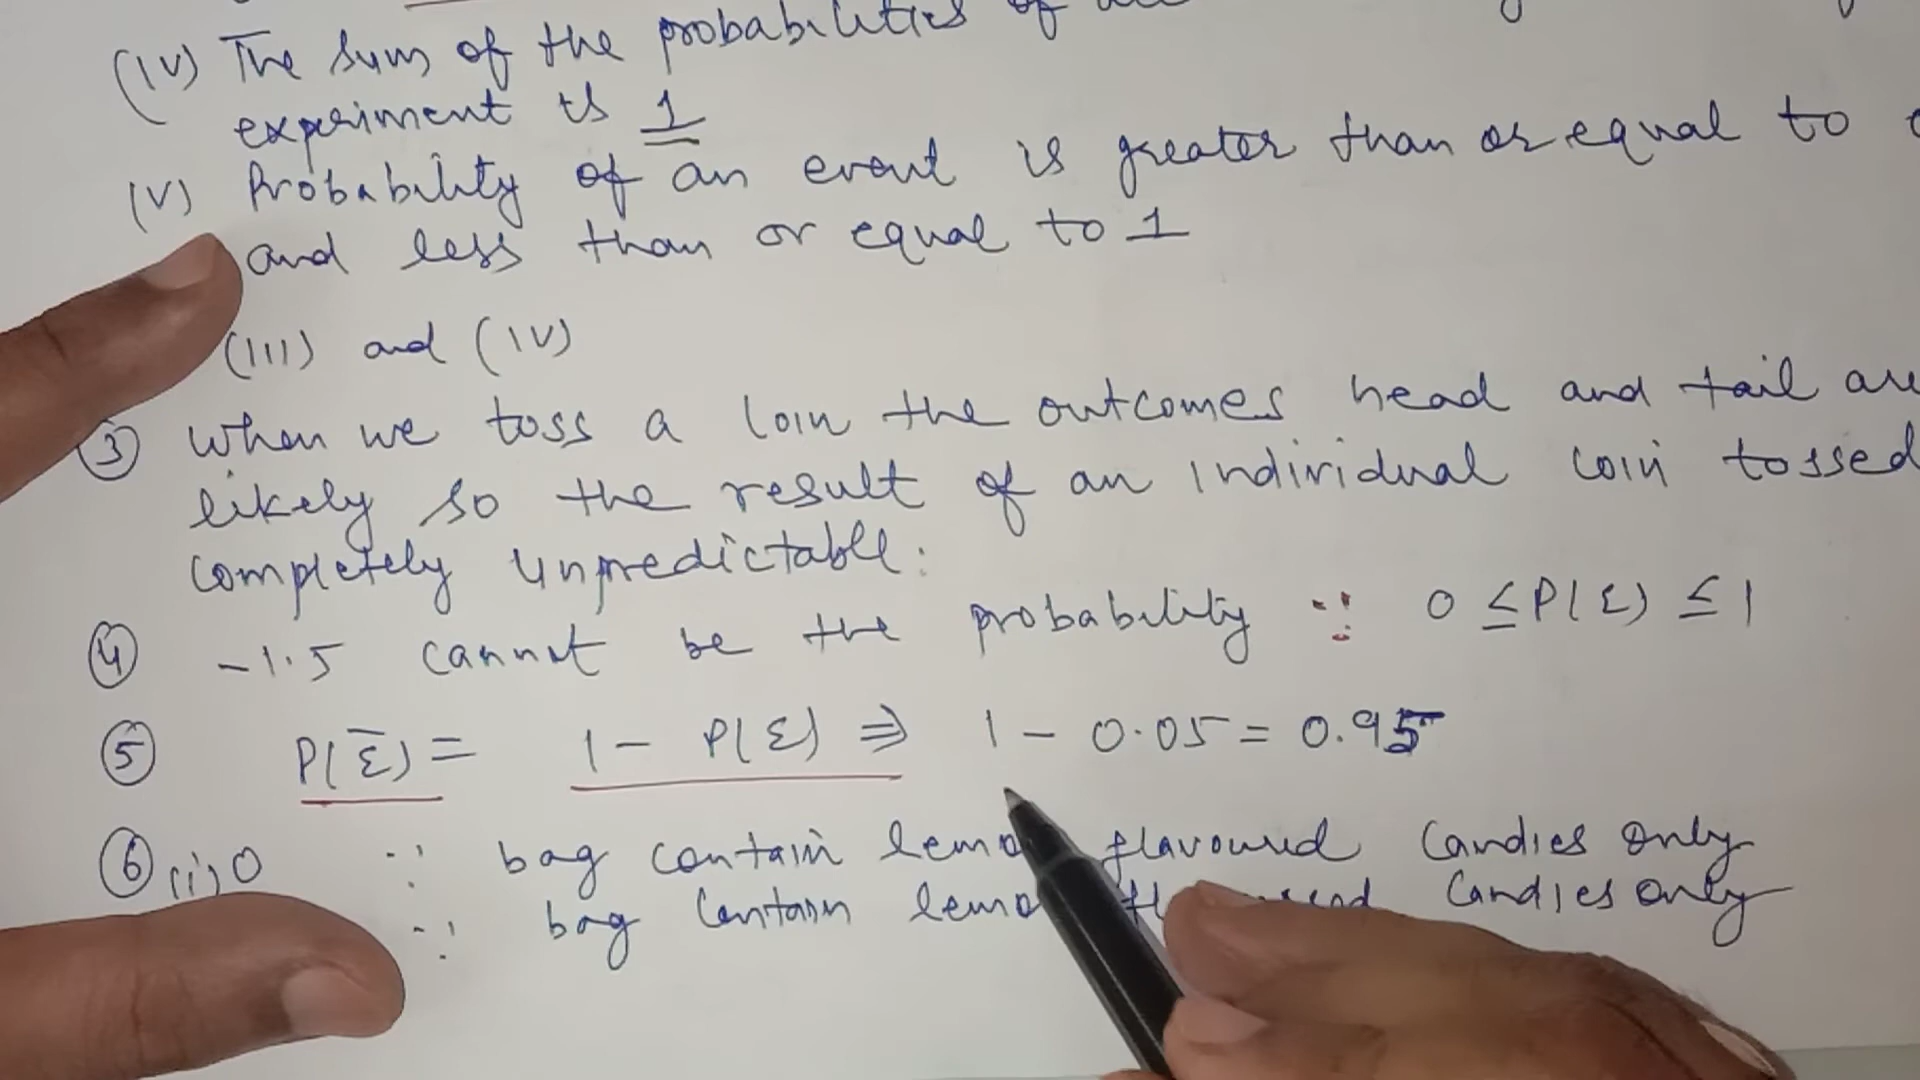 (iv) The sum of the probabilities of
experiment is 1
(v) Probability of an event is greater than or equal to
and less than or equal to 1
(iii) and (iv)
③ When we toss a coin the outcomes head and tail are
likely so the result of an individual coin tossed
completely unpredictable.
④ -1.5 cannot be the probability ∵ 0 ≤ P(E) ≤ 1
⑤ P(E̅) = 1 - P(E) ⇒ 1 - 0.05 = 0.95
⑥ (i) 0 ∵ bag contain lemo flavoured Candies Only
∵ bag Contain lemo Candies only